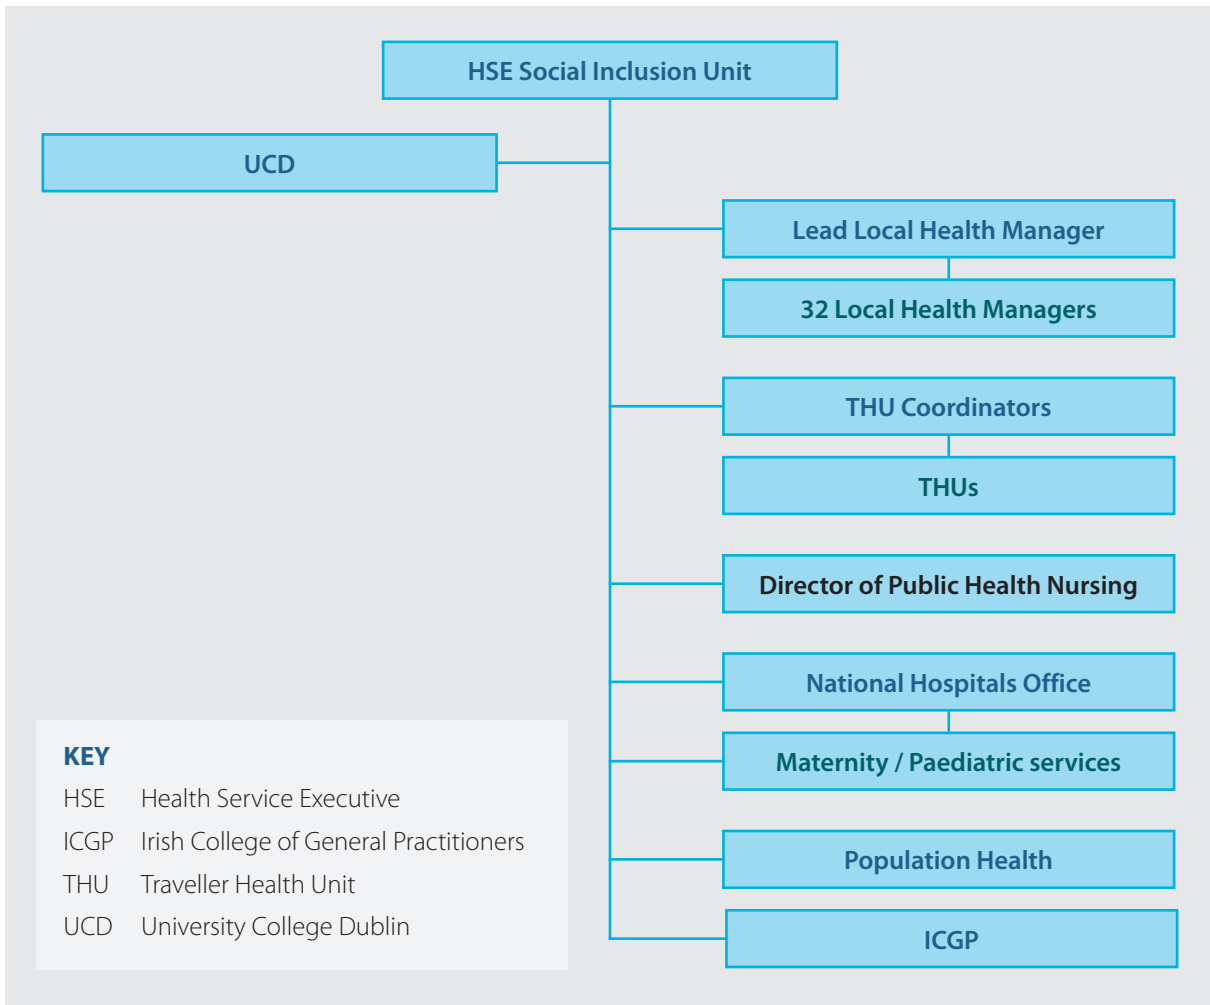 HSE Social Inclusion Unit
UCD
Lead Local Health Manager
32 Local Health Managers
THU Coordinators
THUs
Director of Public Health Nursing
National Hospitals Office
Maternity / Paediatric services
Population Health
ICGP
KEY
HSE Health Service Executive
ICGP Irish College of General Practitioners
THU Traveller Health Unit
UCD University College Dublin